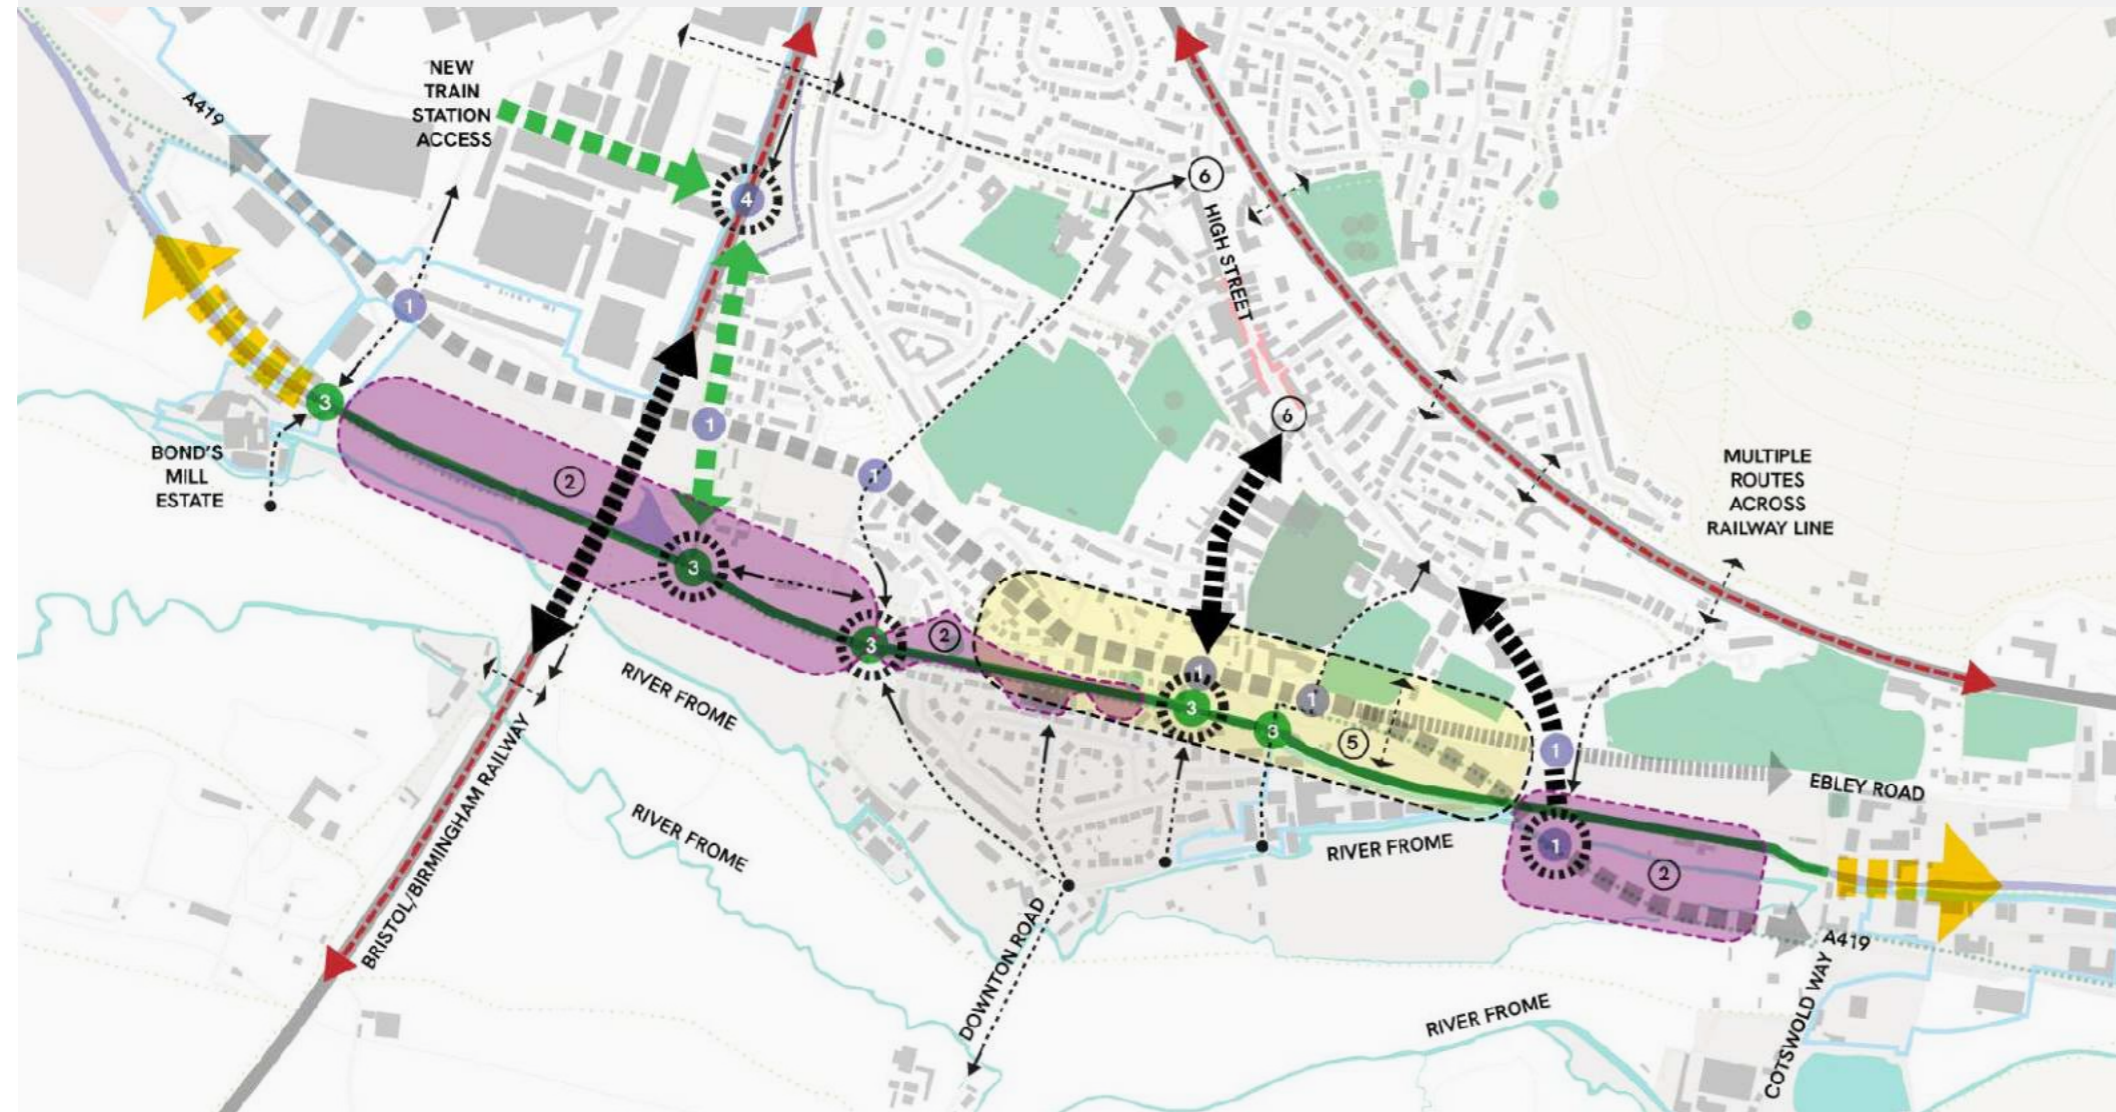 NEW
TRAIN
STATION
ACCESS
A419
4
6
HIGH STREET
1
3
BOND'S
MILL
ESTATE
2
1
1
6
MULTIPLE
ROUTES
ACROSS
RAILWAY LINE
3
3
2
1
3
1
3
5
1
EBLEY ROAD
RIVER FROME
RIVER FROME
RIVER FROME
1
2
BRISTOL/BIRMINGHAM RAILWAY
DOWNTON ROAD
A419
COTSWOLD WAY
RIVER FROME